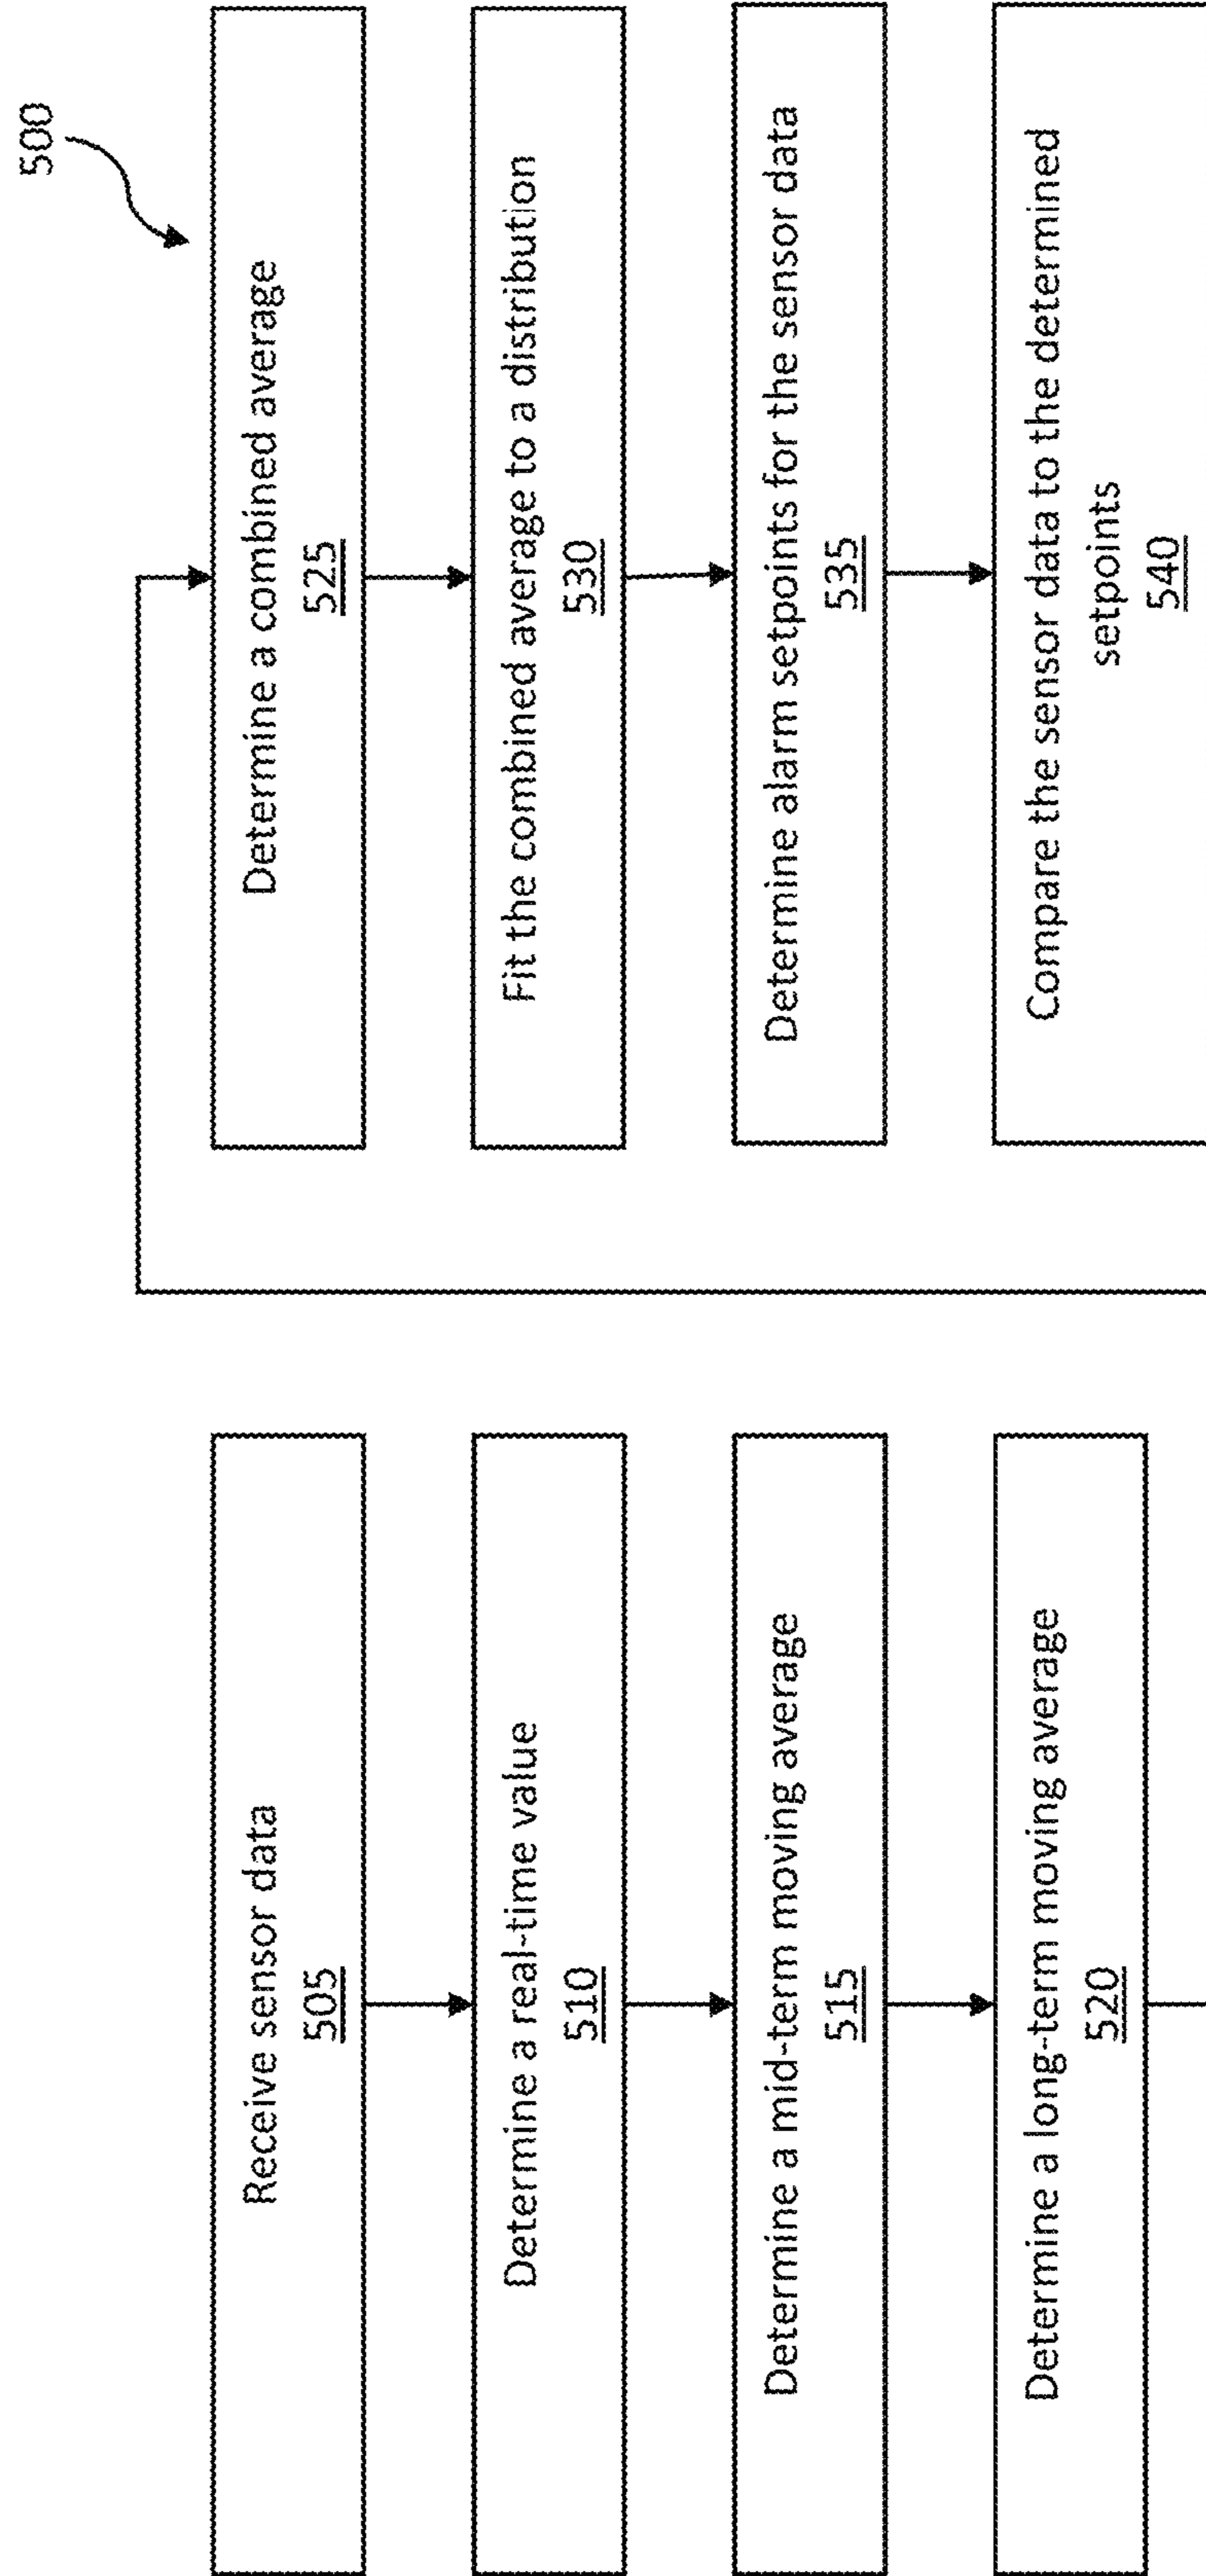 500
Receive sensor data
505
Determine a real-time value
510
Determine a mid-term moving average
515
Determine a long-term moving average
520
Determine a combined average
525
Fit the combined average to a distribution
530
Determine alarm setpoints for the sensor data
535
Compare the sensor data to the determined
setpoints
540